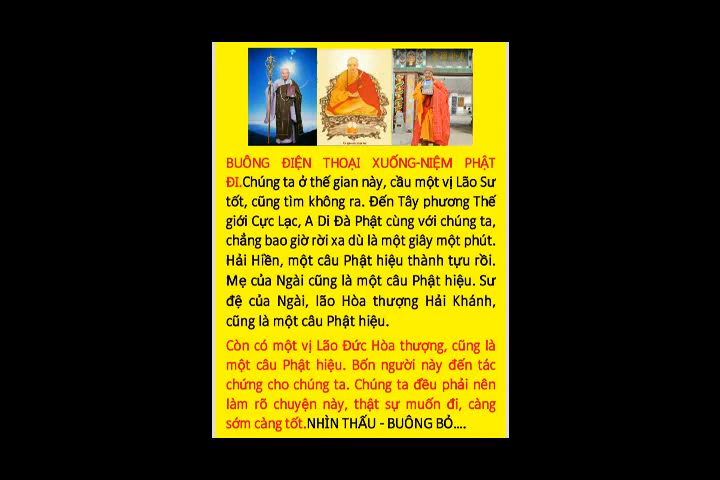 BUÔNG ĐIỆN THOẠI XUỐNG-NIỆM PHẬT
ĐI.Chúng ta ở thế gian này, cầu một vị Lão Sư
tốt, cũng tìm không ra. Đến Tây phương Thế
giới Cực Lạc, A Di Đà Phật cùng với chúng ta,
chẳng bao giờ rời xa dù là một giây một phút.
Hải Hiền, một câu Phật hiệu thành tựu rồi.
Mẹ của Ngài cũng là một câu Phật hiệu. Sư
đệ của Ngài, lão Hòa thượng Hải Khánh,
cũng là một câu Phật hiệu.
Còn có một vị Lão Đức Hòa thượng, cũng là
một câu Phật hiệu. Bốn người này đến tác
chứng cho chúng ta. Chúng ta đều phải nên
làm rõ chuyện này, thật sự muốn đi, càng
sớm càng tốt.NHÌN THẤU - BUÔNG BỎ....